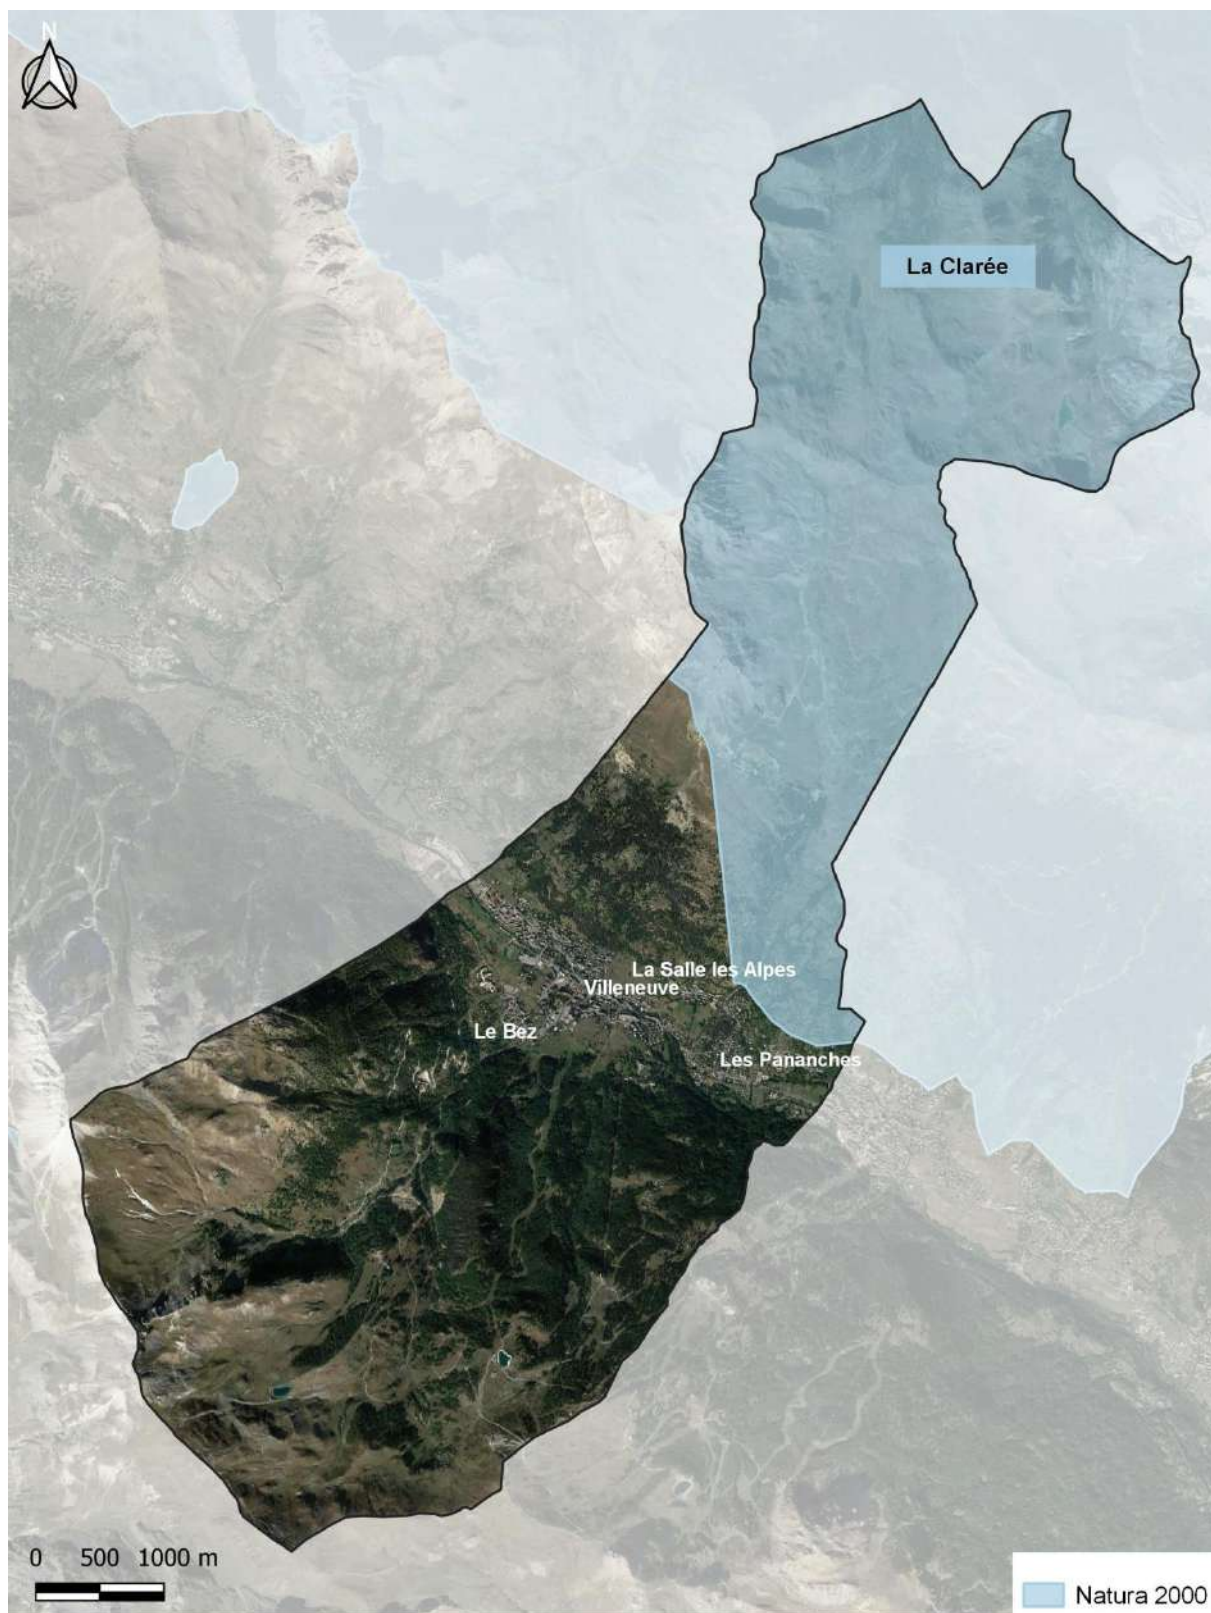 N
La Clarée
La Salle les Alpes
Villeneuve
Le Bez
Les Pananches
0 500 1000 m
Natura 2000